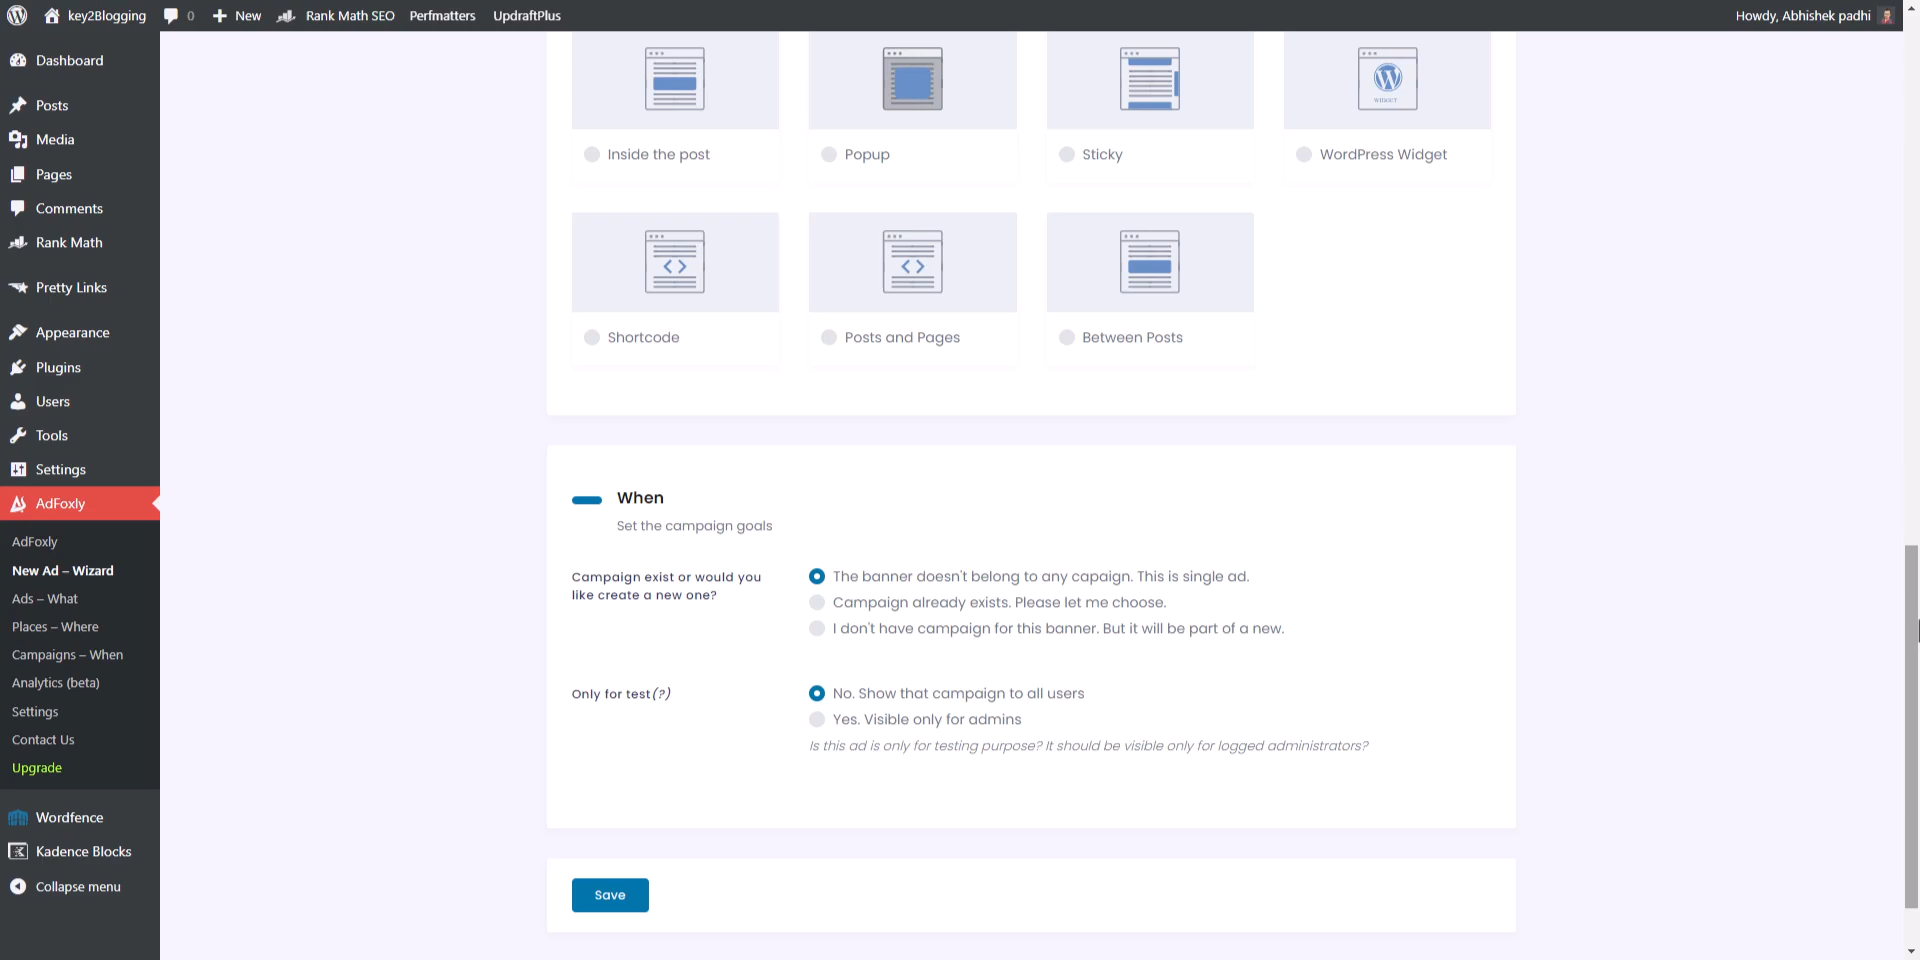 key2Blogging 0 New Rank Math SEO Perfmatters UpdraftPlus Howdy, Abhishek padhi
Dashboard
Posts
Media
Pages
Comments
Rank Math
Pretty Links
Appearance
Plugins
Users
Tools
Settings
AdFoxly
AdFoxly
New Ad – Wizard
Ads – What
Places – Where
Campaigns – When
Analytics (beta)
Settings
Contact Us
Upgrade
Wordfence
Kadence Blocks
Collapse menu
WIDGET
Inside the post
Popup
Sticky
WordPress Widget
Shortcode
Posts and Pages
Between Posts
When
Set the campaign goals
Campaign exist or would you
like create a new one?
The banner doesn't belong to any capaign. This is single ad.
Campaign already exists. Please let me choose.
I don't have campaign for this banner. But it will be part of a new.
Only for test(?)
No. Show that campaign to all users
Yes. Visible only for admins
Is this ad is only for testing purpose? It should be visible only for logged administrators?
Save